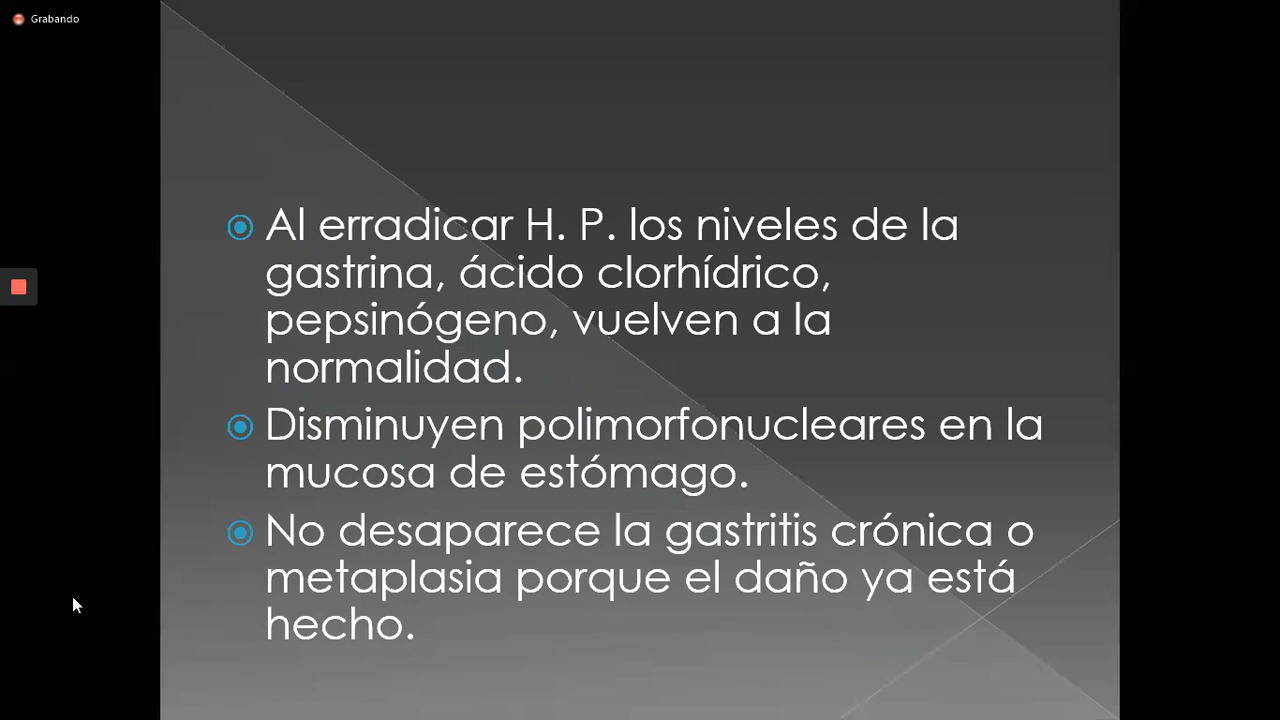 Grabando
Al erradicar H. P. los niveles de la
gastrina, ácido clorhídrico,
pepsinógeno, vuelven a la
normalidad.
Disminuyen polimorfonucleares en la
mucosa de estómago.
No desaparece la gastritis crónica o
metaplasia porque el daño ya está
hecho.